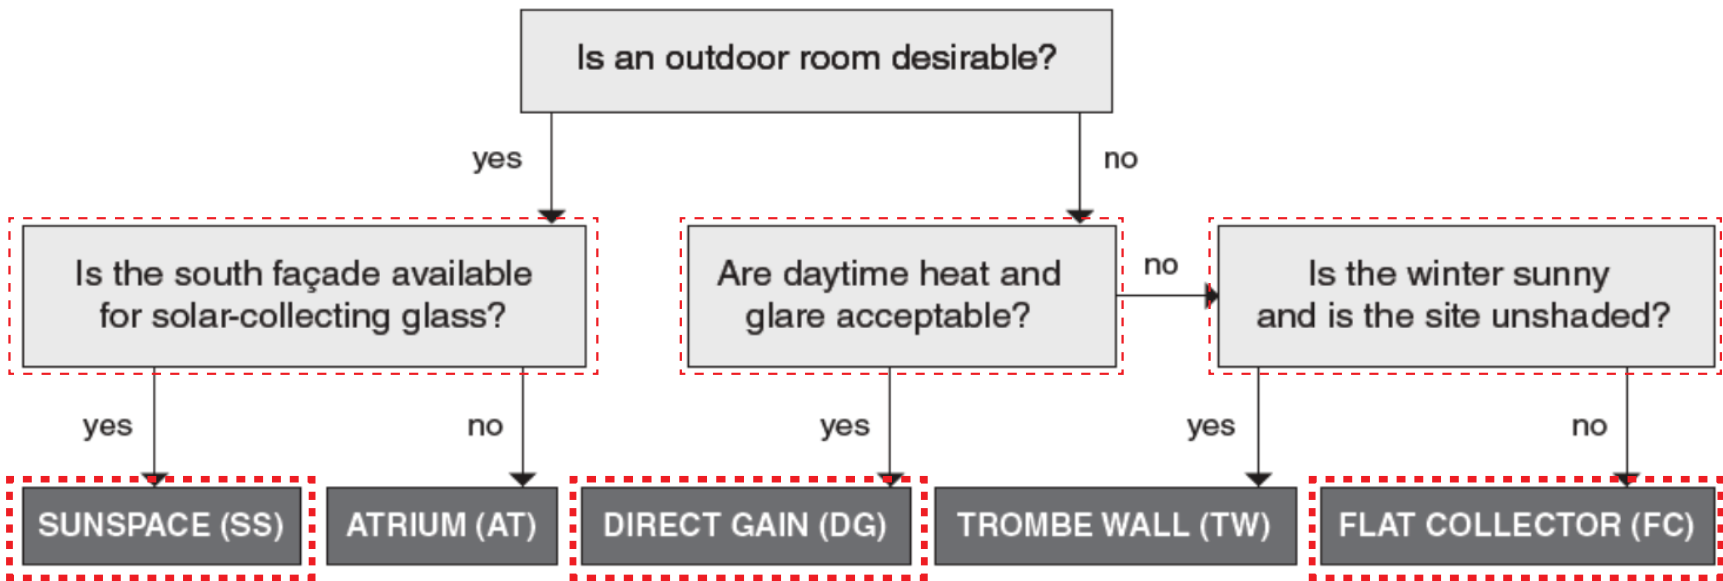 Is an outdoor room desirable?
yes
no
Is the south façade available
for solar-collecting glass?
Are daytime heat and
glare acceptable?
no
Is the winter sunny
and is the site unshaded?
yes
no
yes
yes
no
SUNSPACE (SS)
ATRIUM (AT)
DIRECT GAIN (DG)
TROMBE WALL (TW)
FLAT COLLECTOR (FC)